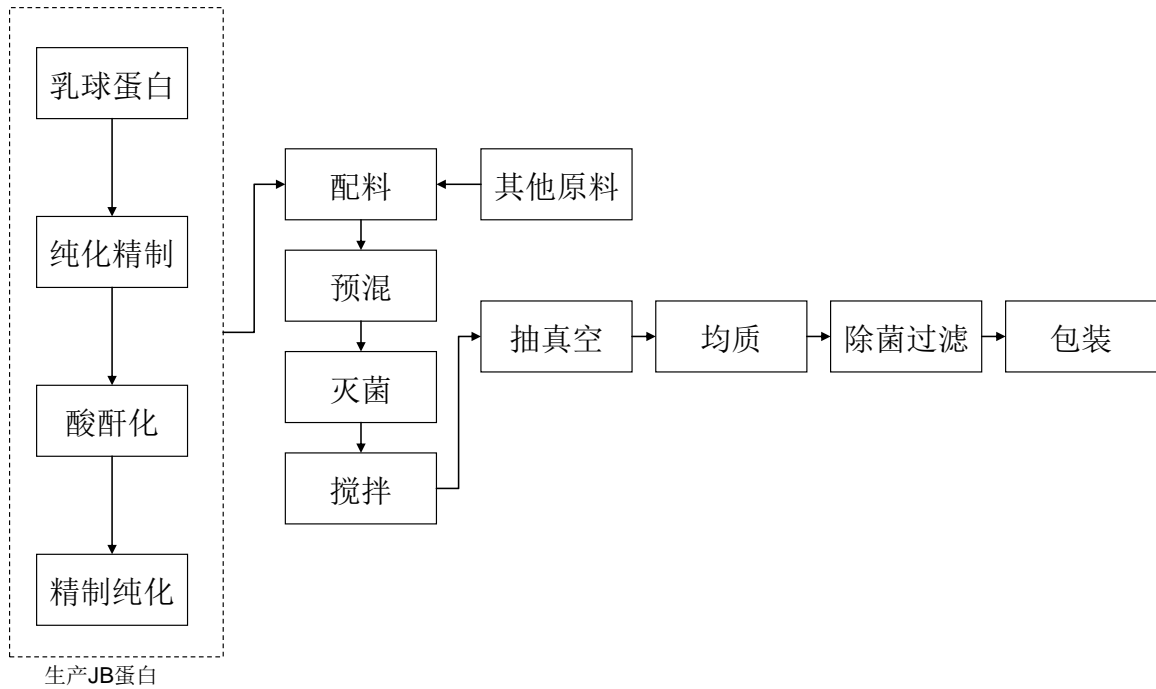 乳球蛋白
纯化精制
酸酐化
精制纯化
生产JB蛋白
配料
其他原料
预混
灭菌
搅拌
抽真空
均质
除菌过滤
包装